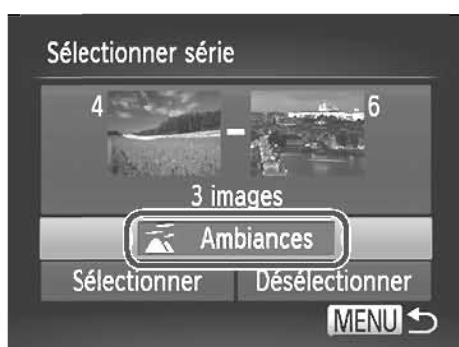 Sélectionner série
4 6
3 images
Ambiances
Sélectionner Désélectionner
MENU